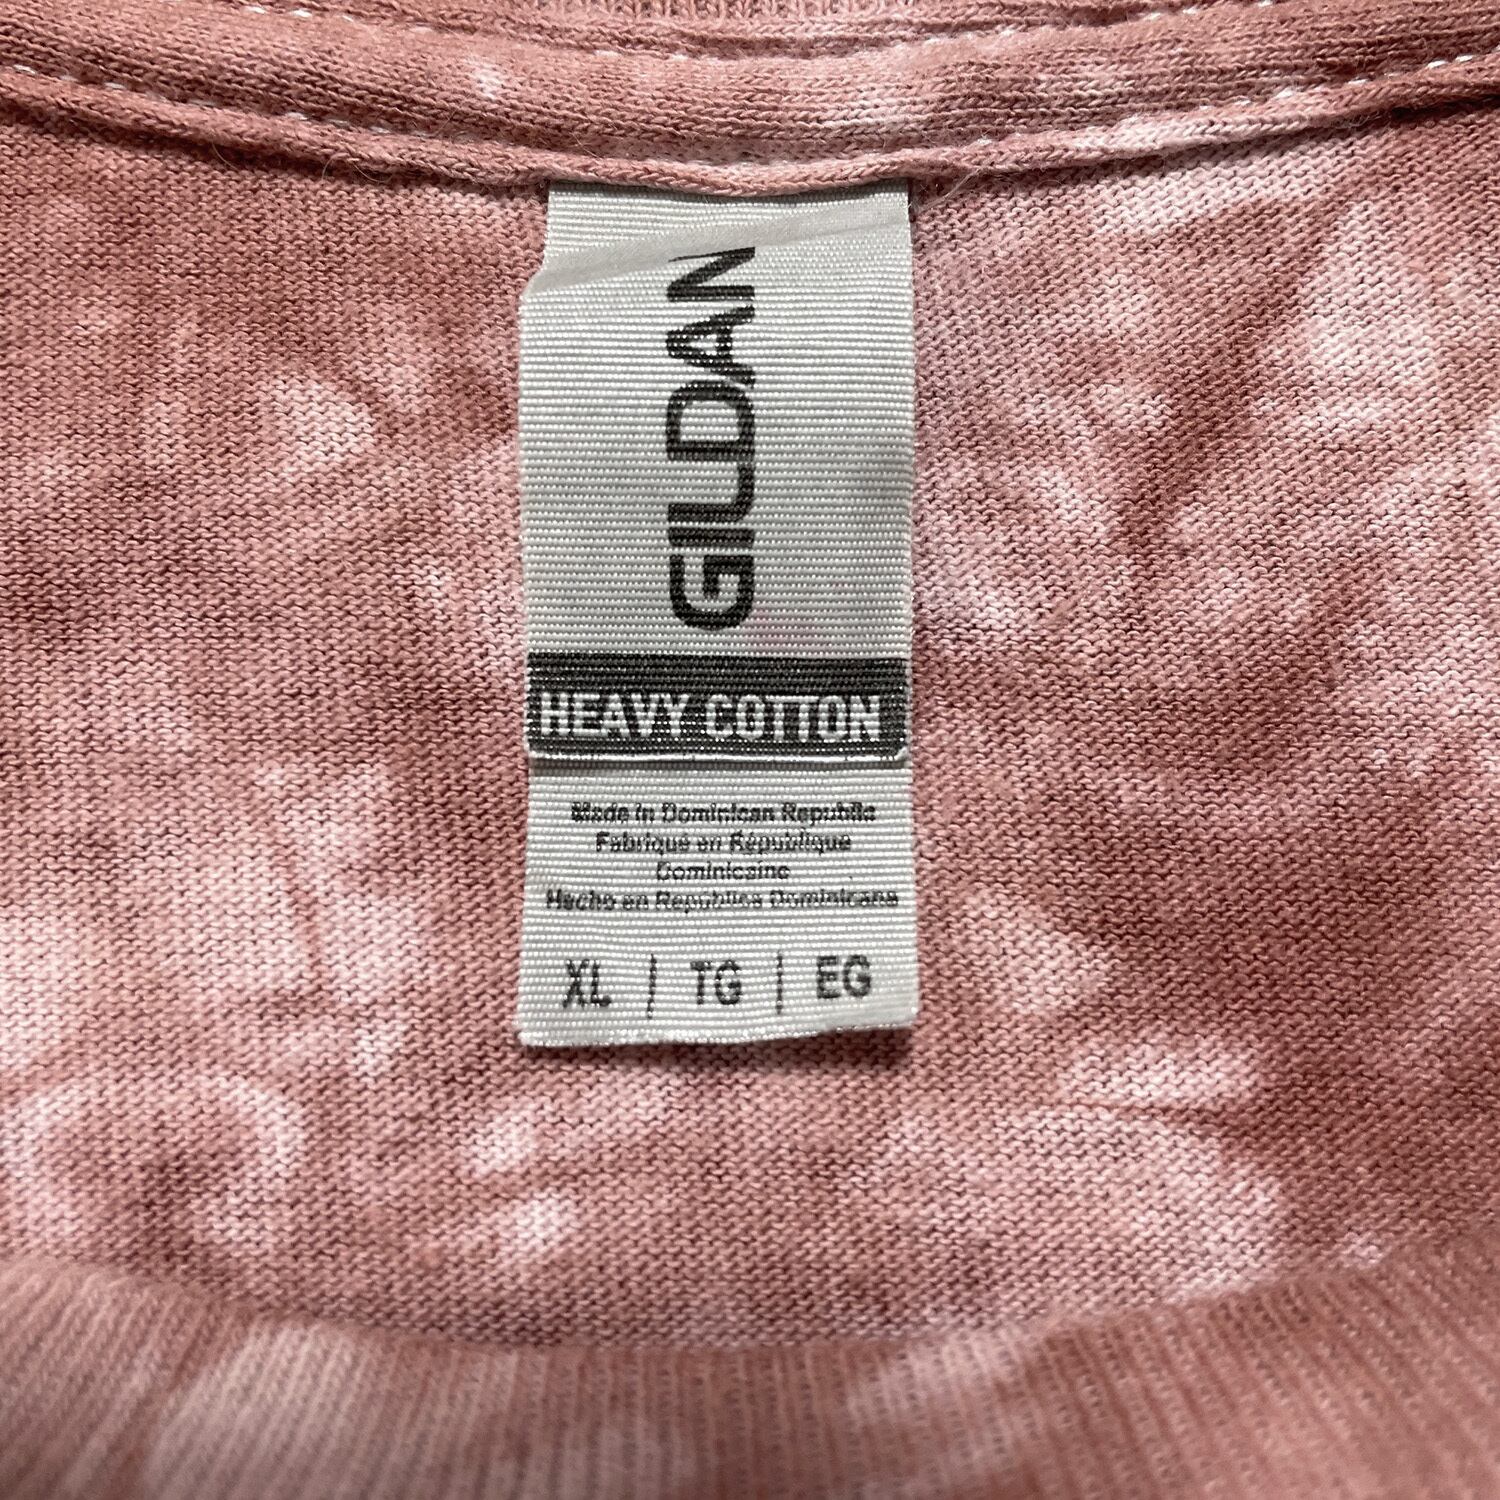 GILDAN
HEAVY COTTON
Made in Dominican Republic
Fabriqué en République
Dominicaine
Hecho en República Dominicana
XL | TG | EG